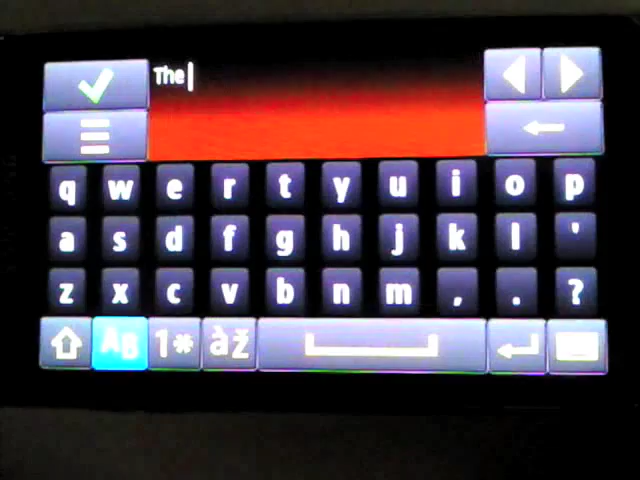 The
q w e r t y u i o p
a s d f g h j k l '
z x c v b n m , . ?
AB 1* àž